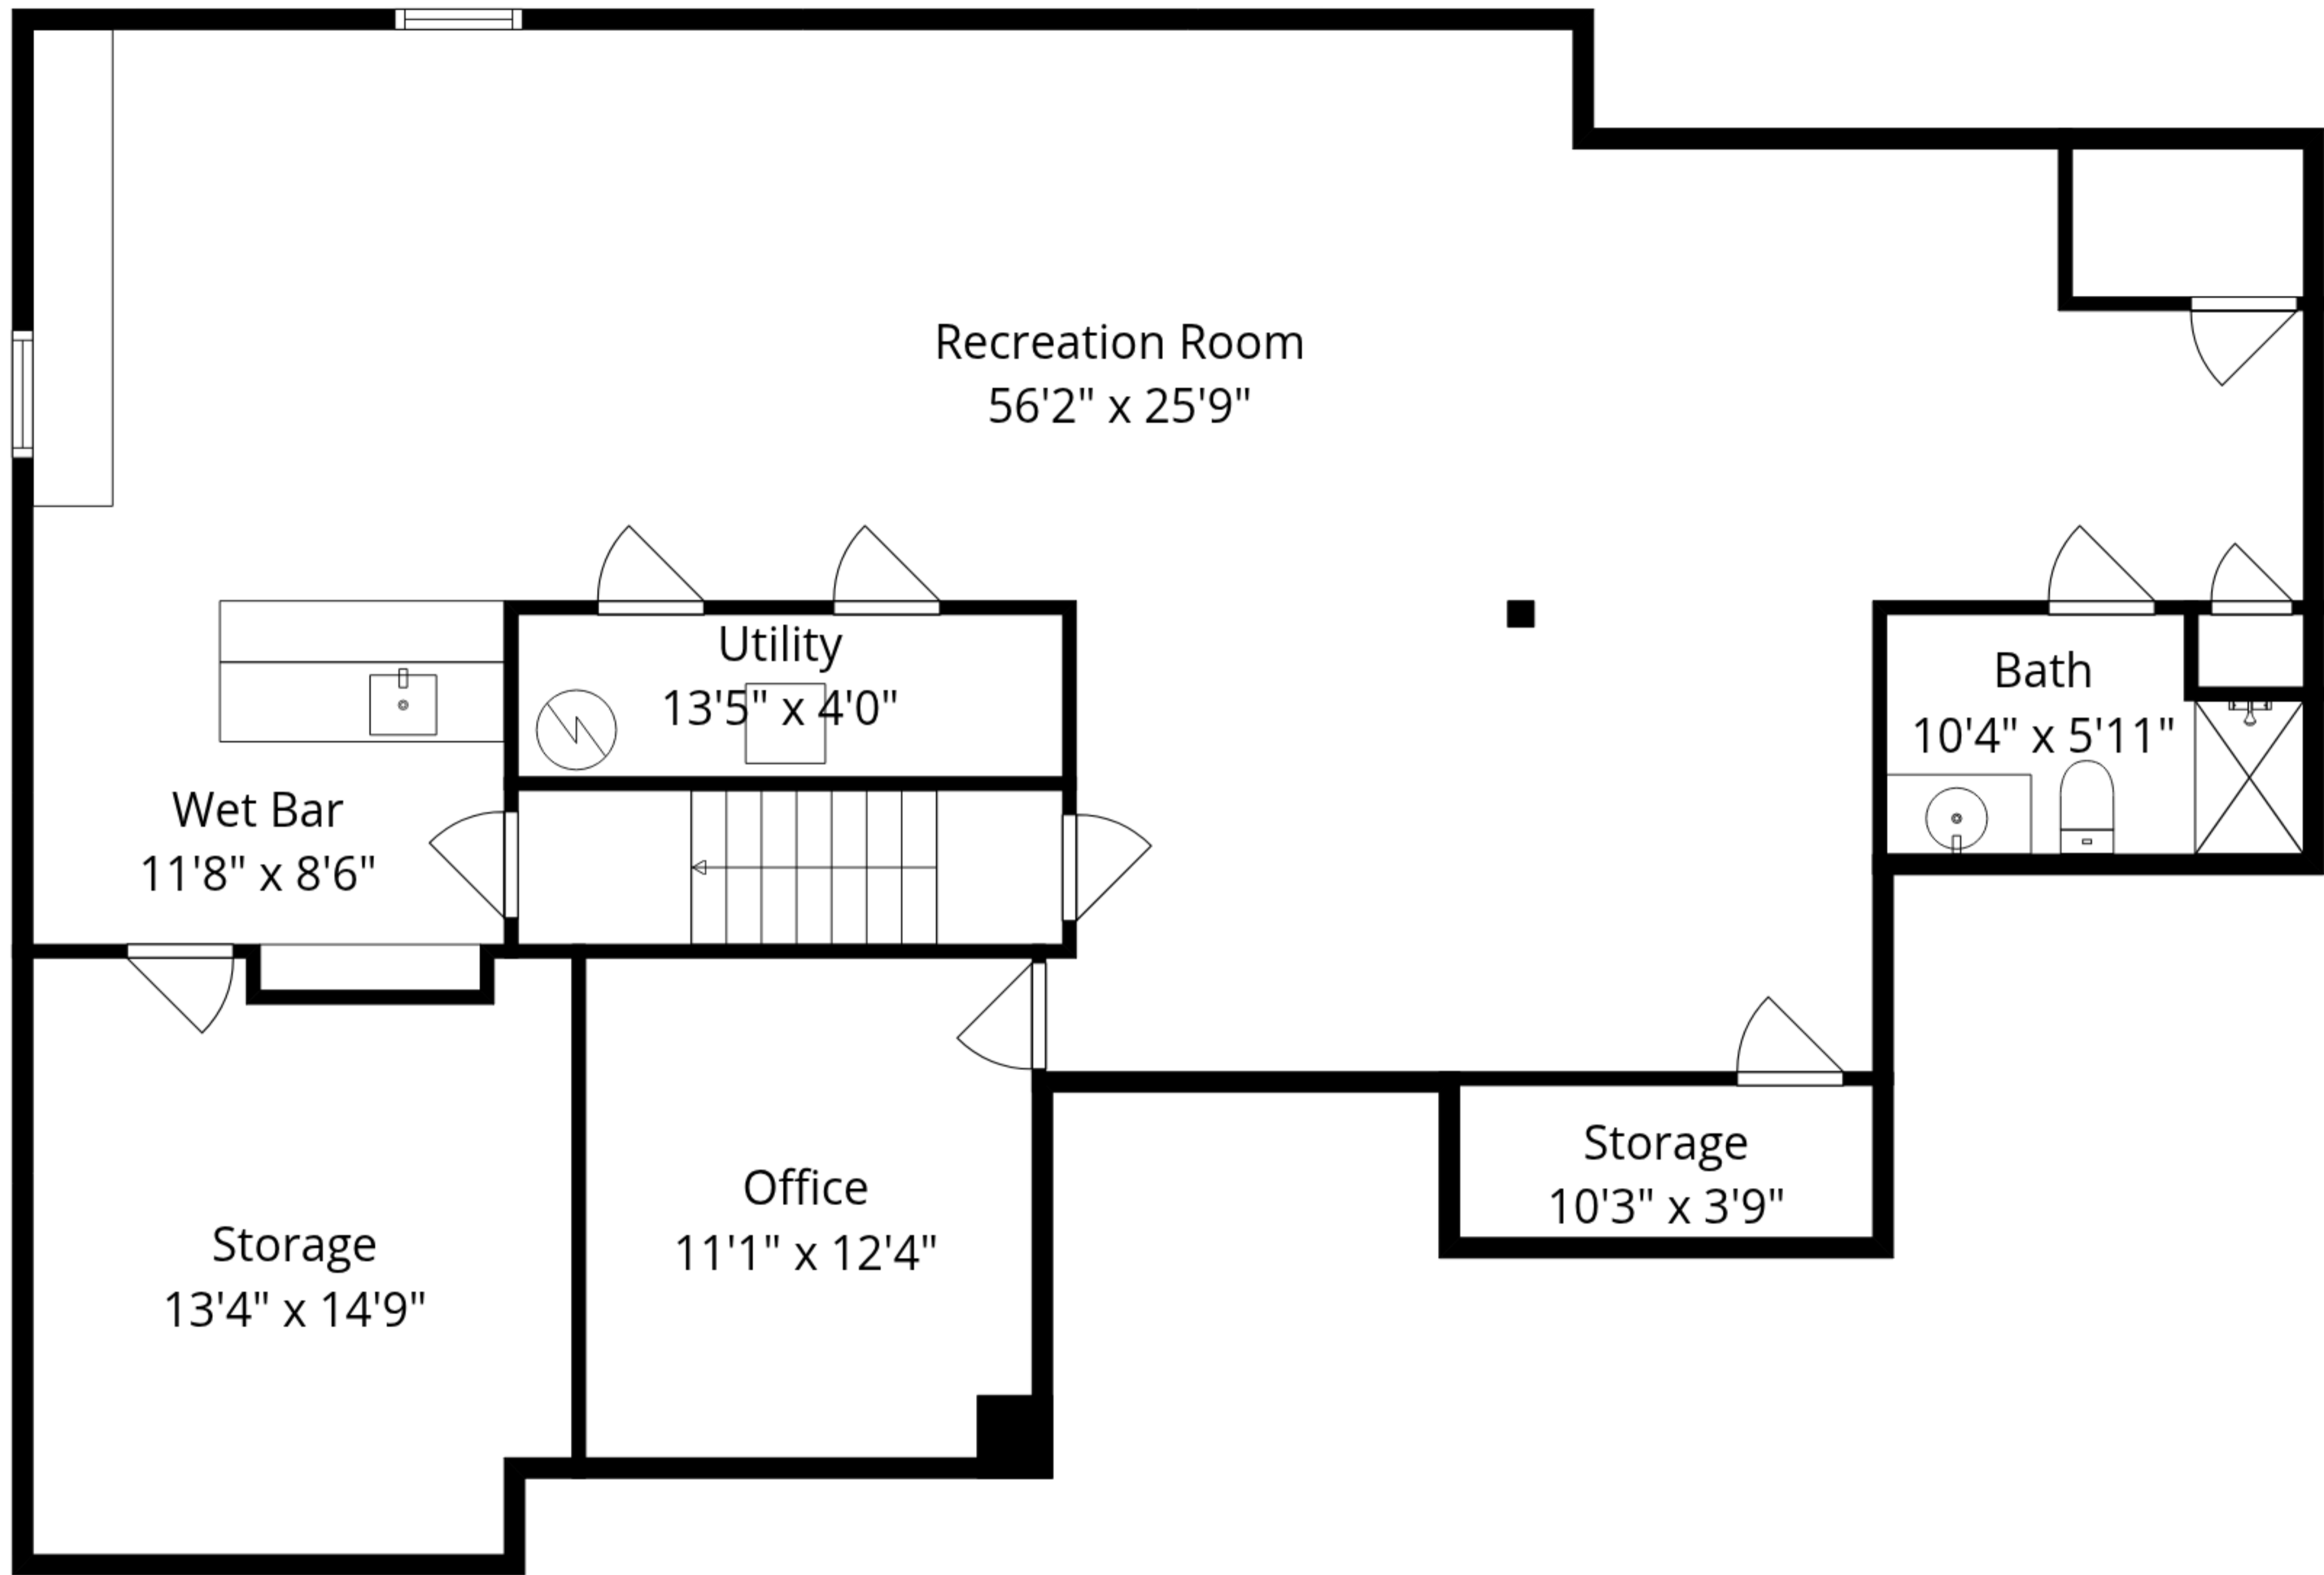 Recreation Room
56'2" x 25'9"
Utility
13'5" x 4'0"
Bath
10'4" x 5'11"
Wet Bar
11'8" x 8'6"
Storage
10'3" x 3'9"
Office
11'1" x 12'4"
Storage
13'4" x 14'9"